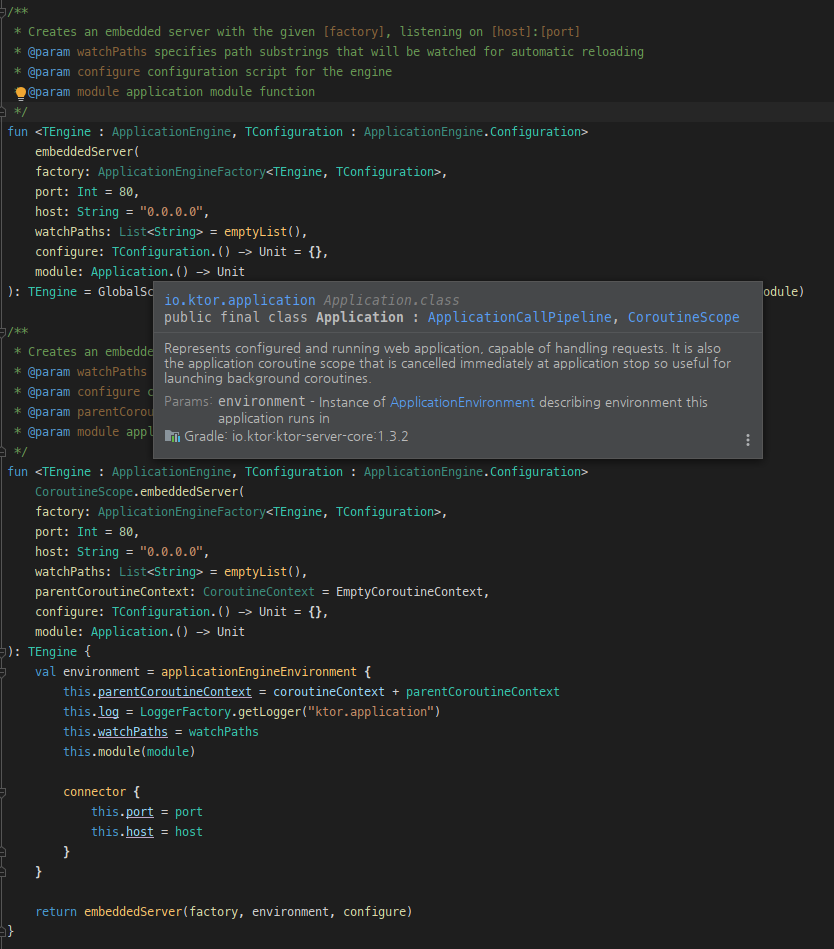 /**
 * Creates an embedded server with the given [factory], listening on [host]:[port]
 * @param watchPaths specifies path substrings that will be watched for automatic reloading
 * @param configure configuration script for the engine
 @param module application module function
 */
fun <TEngine : ApplicationEngine, TConfiguration : ApplicationEngine.Configuration>
    embeddedServer(
    factory: ApplicationEngineFactory<TEngine, TConfiguration>,
    port: Int = 80,
    host: String = "0.0.0.0",
    watchPaths: List<String> = emptyList(),
    configure: TConfiguration.() -> Unit = {},
    module: Application.() -> Unit
): TEngine = GlobalSc odule)
io.ktor.application Application.class
public final class Application : ApplicationCallPipeline, CoroutineScope
Represents configured and running web application, capable of handling requests. It is also
the application coroutine scope that is cancelled immediately at application stop so useful for
launching background coroutines.
Params: environment - Instance of ApplicationEnvironment describing environment this
application runs in
Gradle: io.ktor:ktor-server-core:1.3.2
/**
 * Creates an embedde
 * @param watchPaths
 * @param configure c
 * @param parentCorou
 * @param module appl
 */
fun <TEngine : ApplicationEngine, TConfiguration : ApplicationEngine.Configuration>
    CoroutineScope.embeddedServer(
    factory: ApplicationEngineFactory<TEngine, TConfiguration>,
    port: Int = 80,
    host: String = "0.0.0.0",
    watchPaths: List<String> = emptyList(),
    parentCoroutineContext: CoroutineContext = EmptyCoroutineContext,
    configure: TConfiguration.() -> Unit = {},
    module: Application.() -> Unit
): TEngine {
    val environment = applicationEngineEnvironment {
        this.parentCoroutineContext = coroutineContext + parentCoroutineContext
        this.log = LoggerFactory.getLogger("ktor.application")
        this.watchPaths = watchPaths
        this.module(module)

        connector {
            this.port = port
            this.host = host
        }
    }

    return embeddedServer(factory, environment, configure)
}